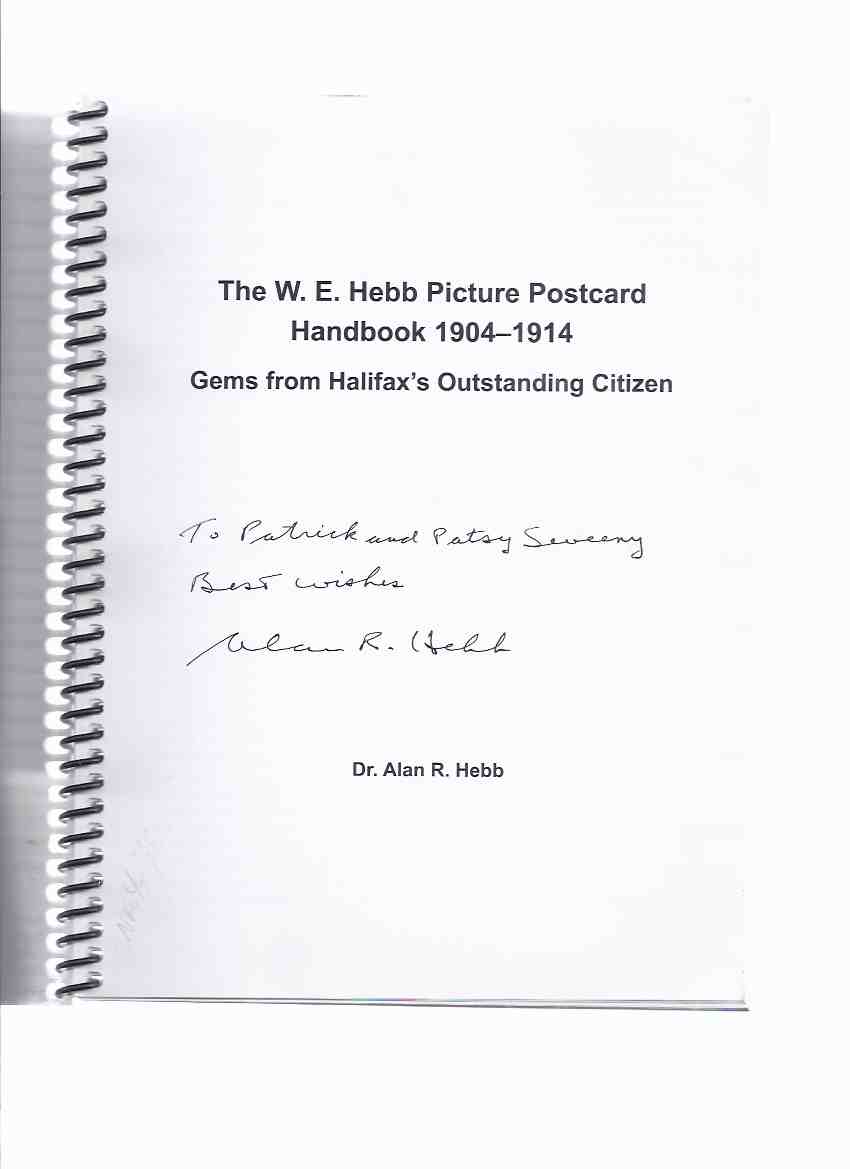 The W. E. Hebb Picture Postcard
Handbook 1904–1914
Gems from Halifax's Outstanding Citizen
To Patrick and Patsy Sweeny
Best wishes
Alan R. Hebb
Dr. Alan R. Hebb